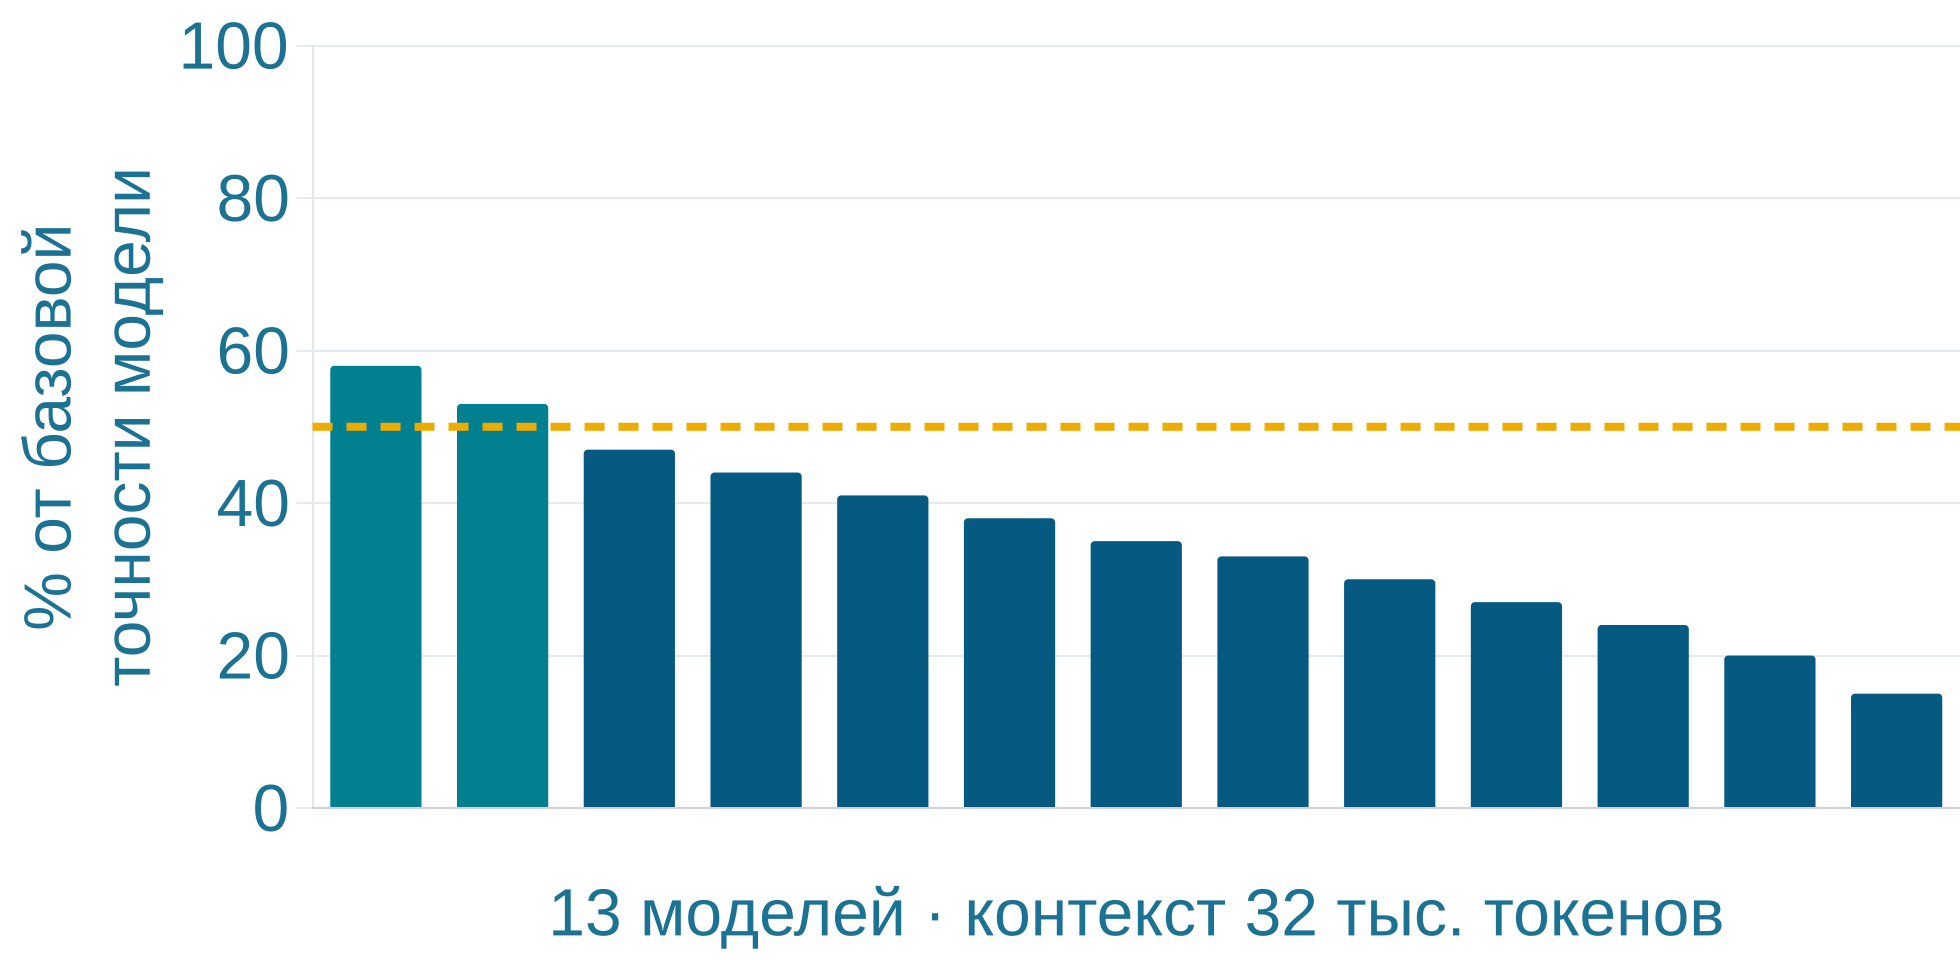 % от базовой
точности модели
100
80
60
40
20
0
13 моделей · контекст 32 тыс. токенов